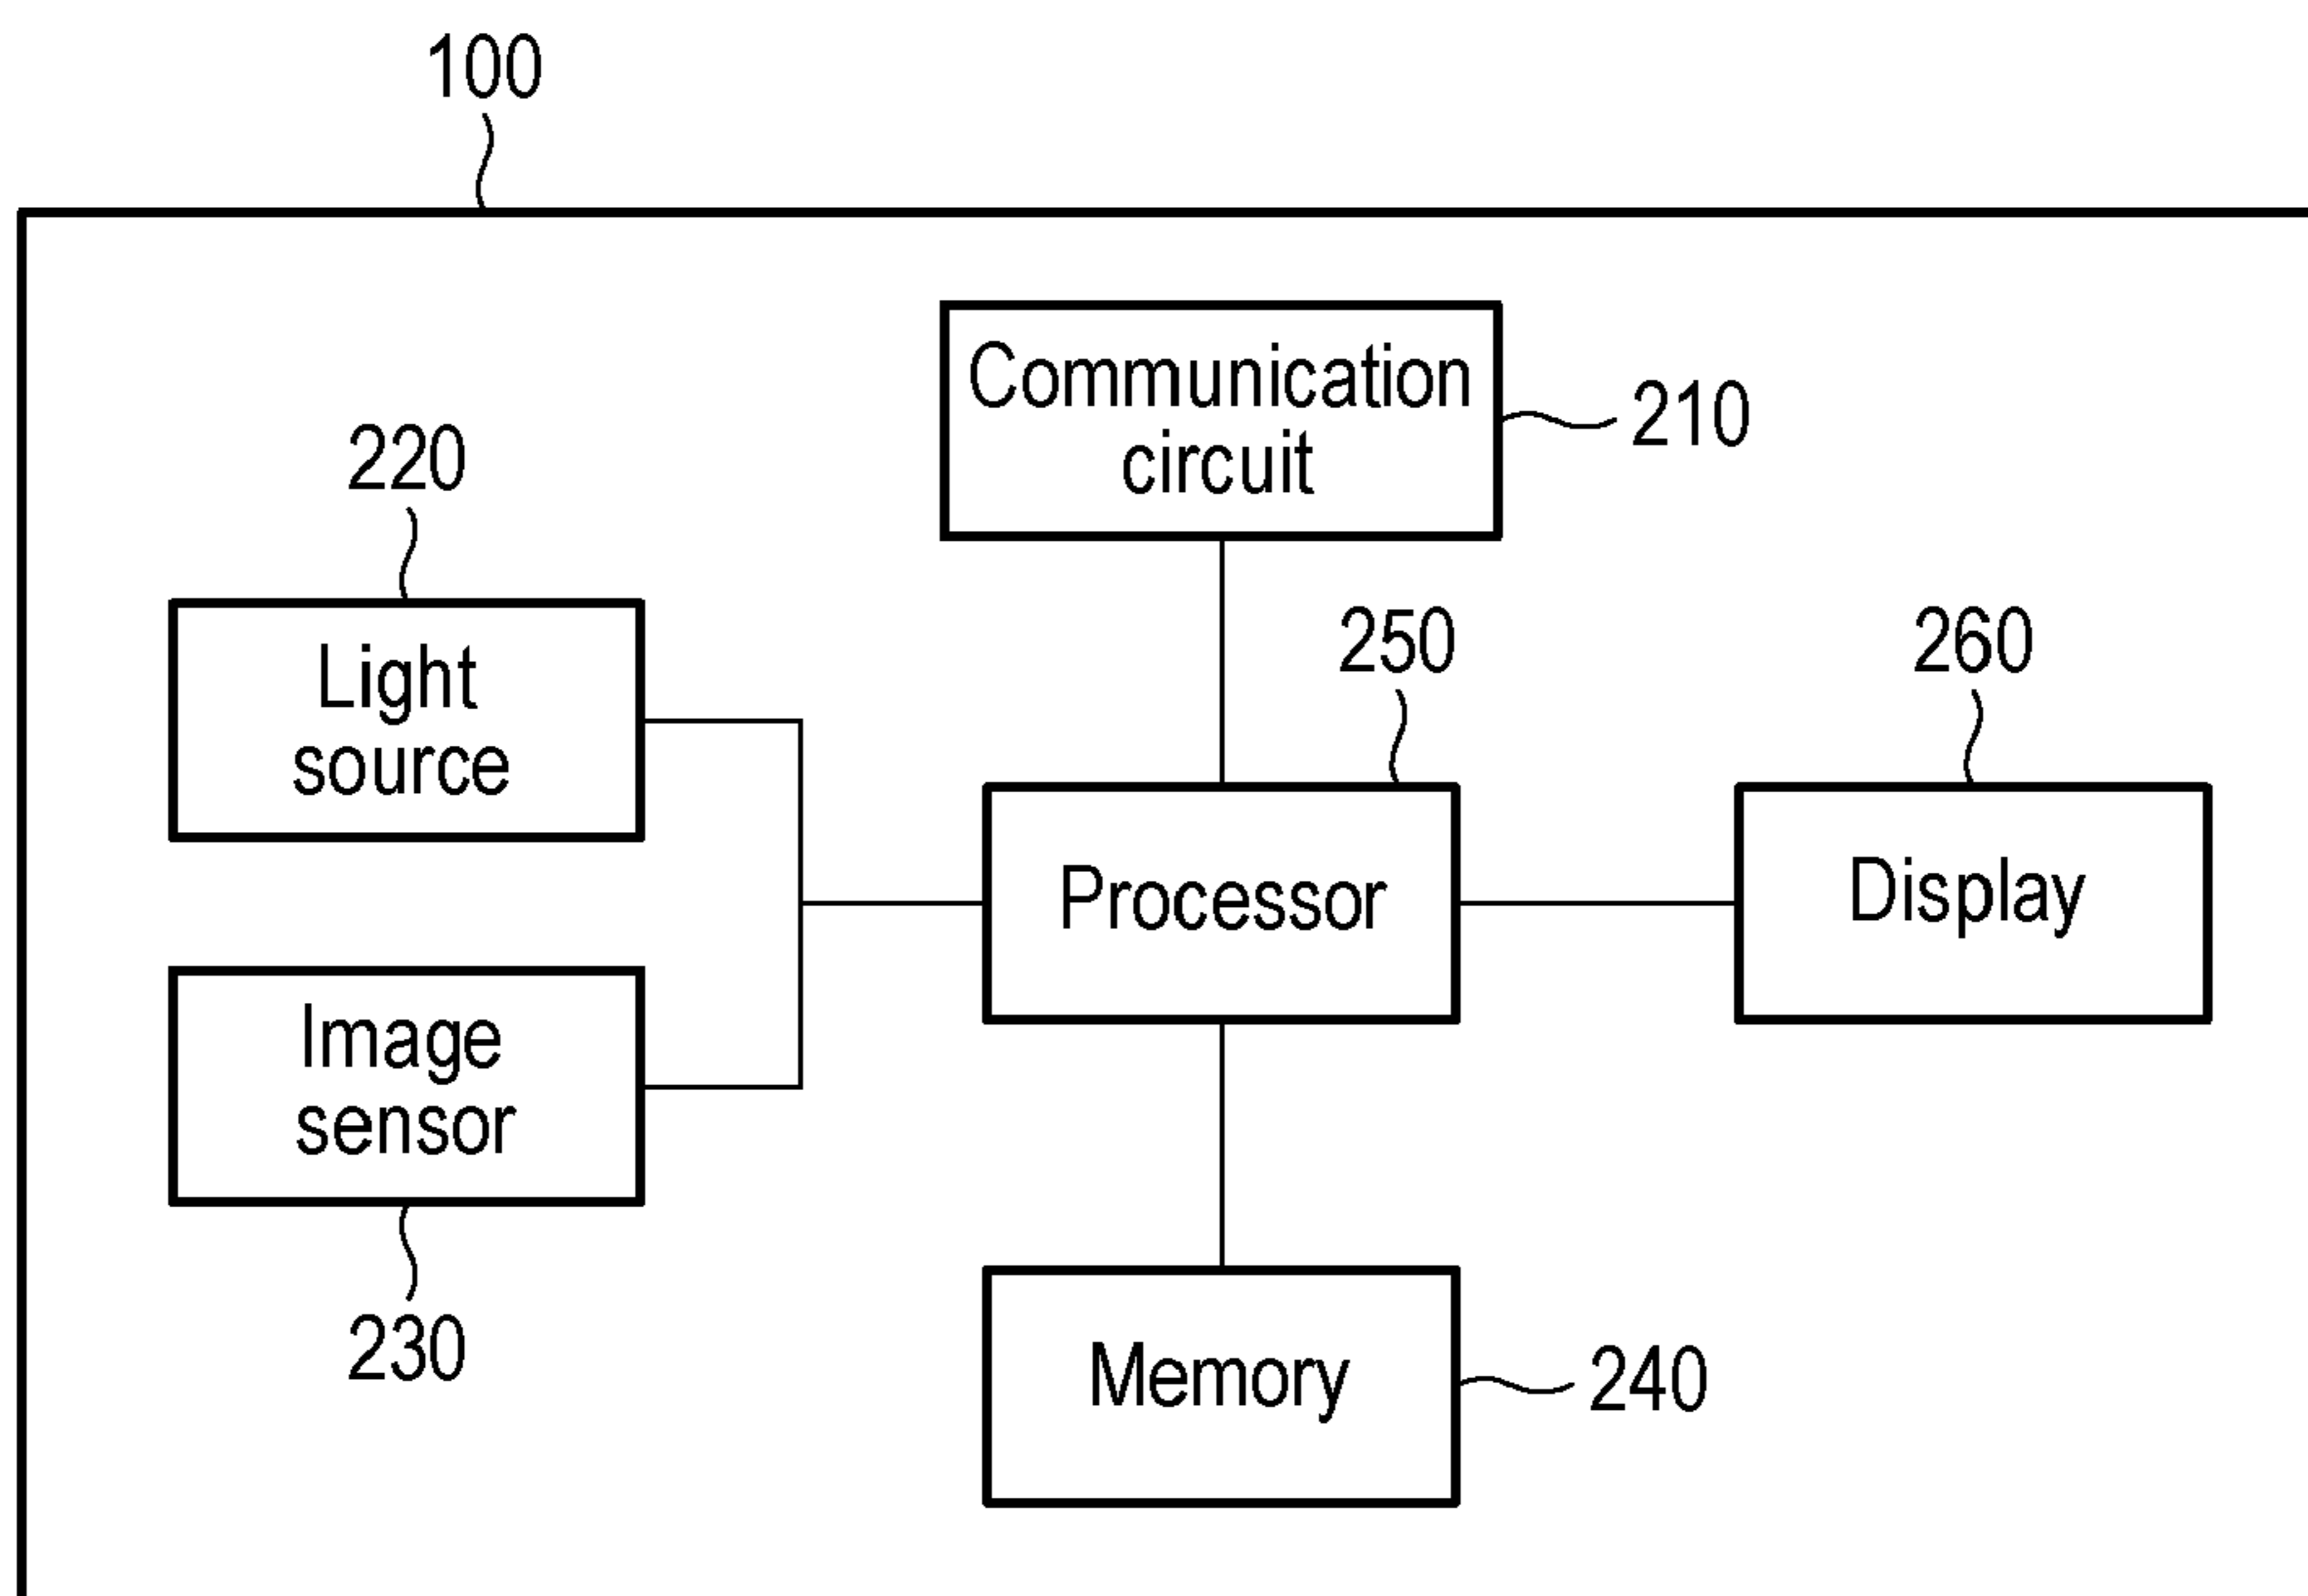 100
Communication
circuit
210
220
Light
source
250
260
Processor
Display
Image
sensor
230
Memory
240